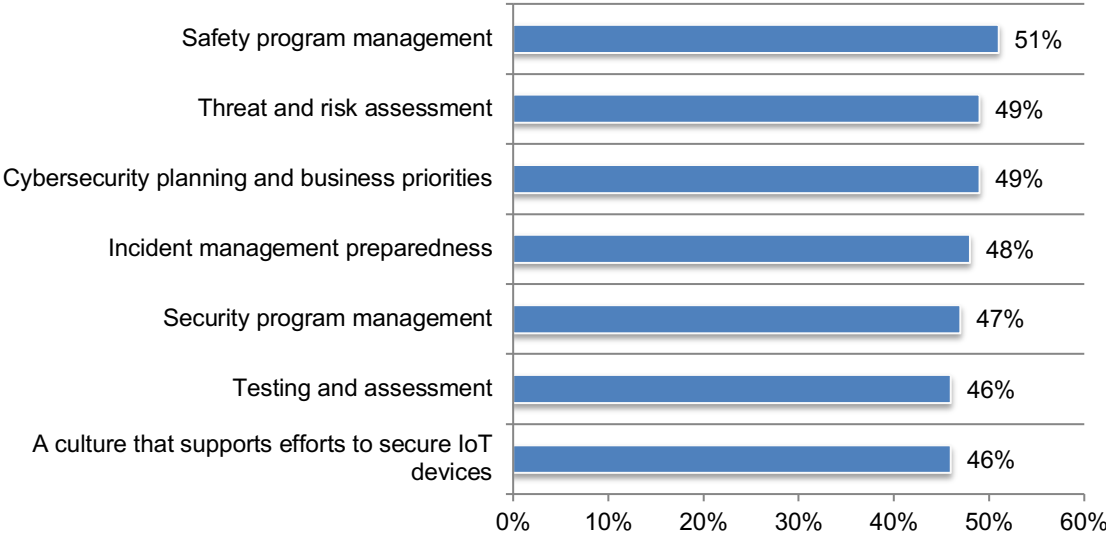 Safety program management
51%
Threat and risk assessment
49%
Cybersecurity planning and business priorities
49%
Incident management preparedness
48%
Security program management
47%
Testing and assessment
46%
A culture that supports efforts to secure IoT
devices
46%
0% 10% 20% 30% 40% 50% 60%